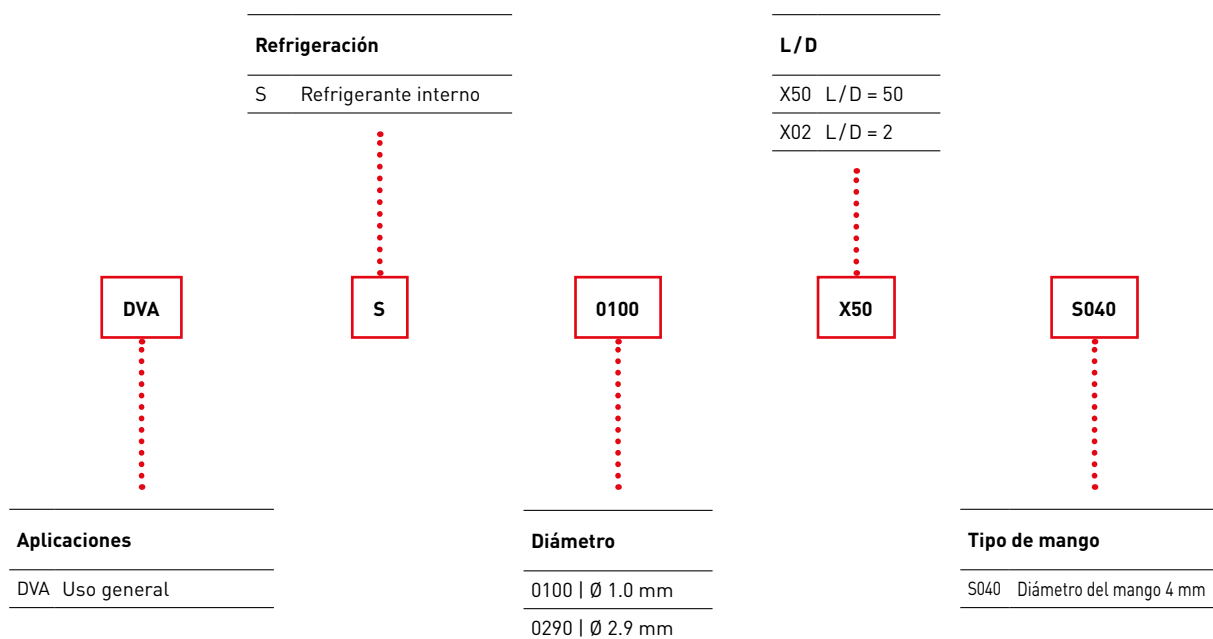 Refrigeración
S Refrigerante interno
L/D
X50 L/D = 50
X02 L/D = 2
DVA
S
0100
X50
S040
Aplicaciones
DVA Uso general
Diámetro
0100 | Ø 1.0 mm
0290 | Ø 2.9 mm
Tipo de mango
S040 Diámetro del mango 4 mm